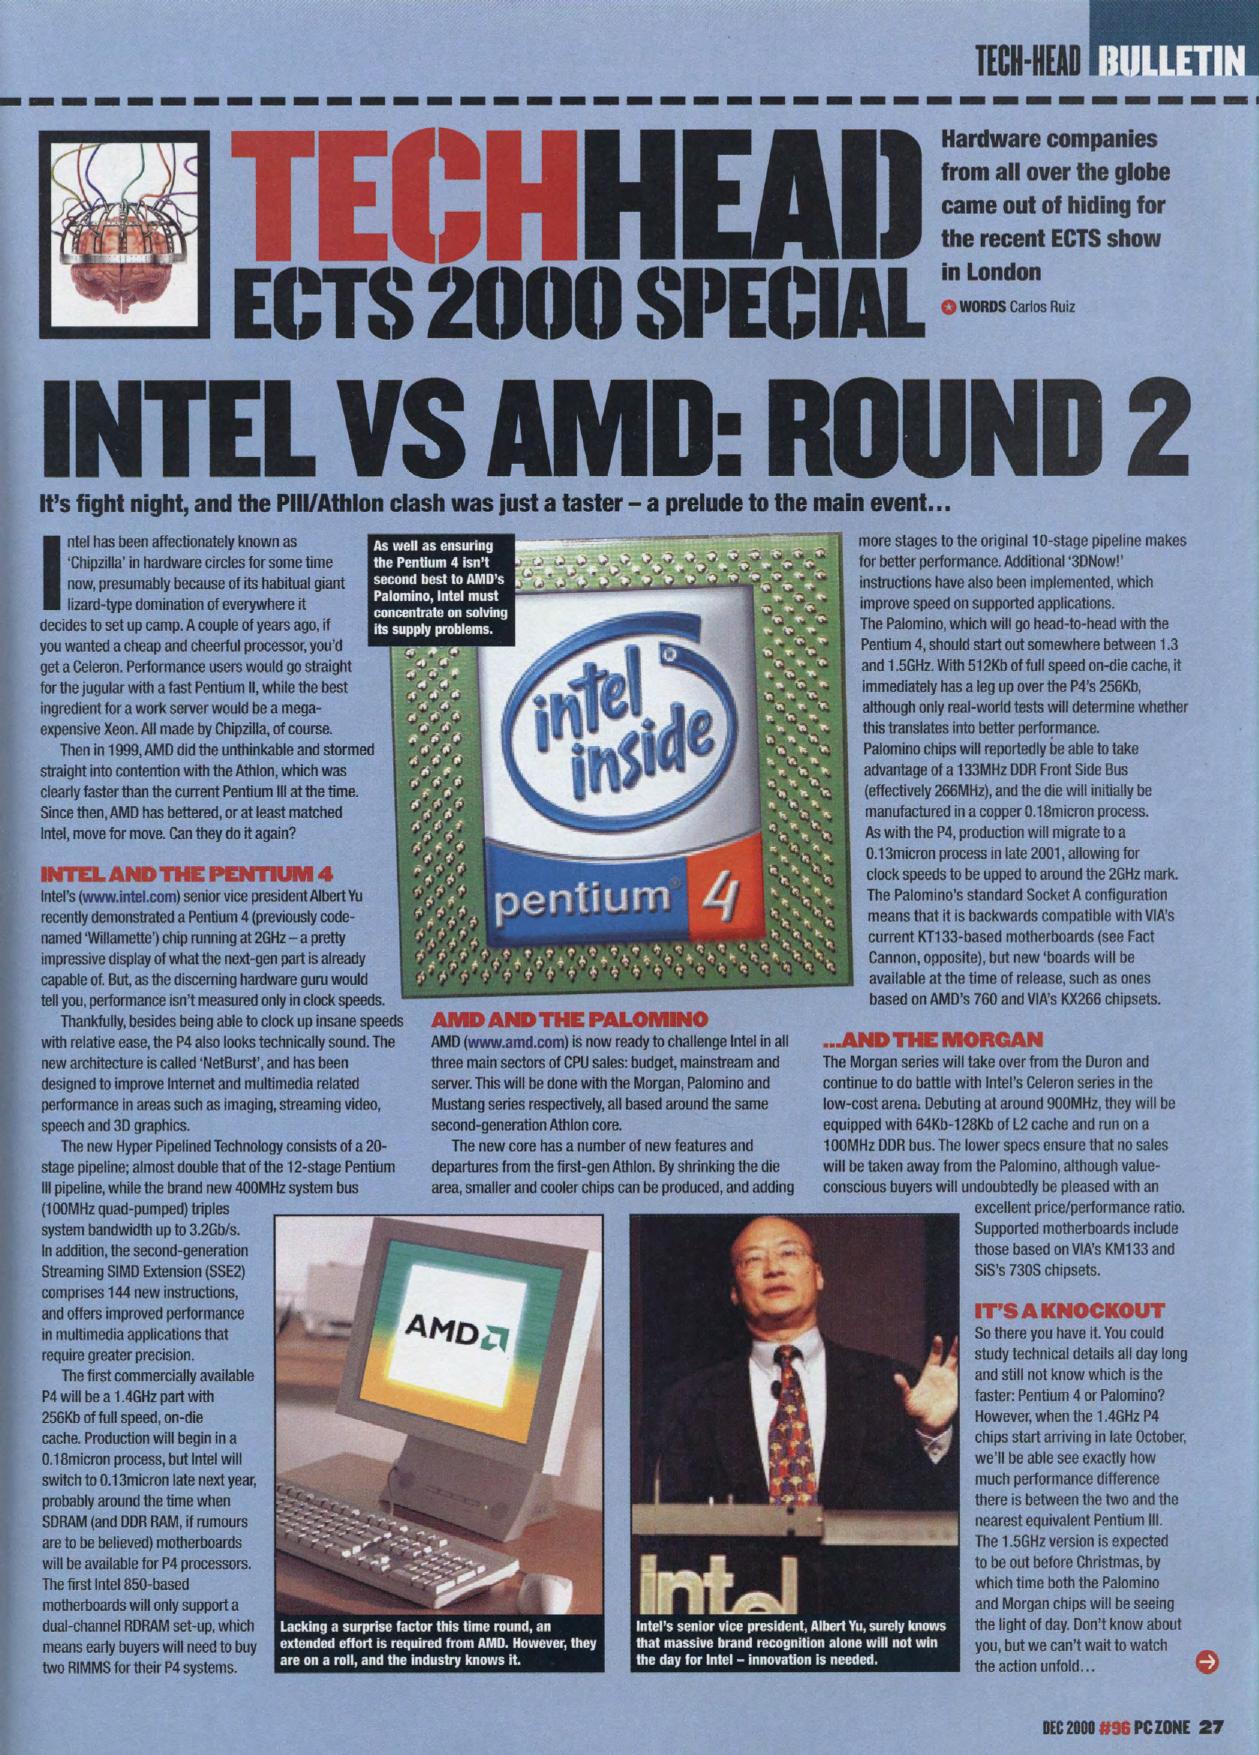 TECH-HEAD BULLETIN
TECHHEAD
ECTS 2000 SPECIAL
Hardware companies
from all over the globe
came out of hiding for
the recent ECTS show
in London
WORDS Carlos Ruiz
INTEL VS AMD: ROUND 2
It's fight night, and the PIII/Athlon clash was just a taster – a prelude to the main event...
Intel has been affectionately known as
'Chipzilla' in hardware circles for some time
now, presumably because of its habitual giant
lizard-type domination of everywhere it
decides to set up camp. A couple of years ago, if
you wanted a cheap and cheerful processor, you'd
get a Celeron. Performance users would go straight
for the jugular with a fast Pentium II, while the best
ingredient for a work server would be a mega-
expensive Xeon. All made by Chipzilla, of course.
Then in 1999, AMD did the unthinkable and stormed
straight into contention with the Athlon, which was
clearly faster than the current Pentium III at the time.
Since then, AMD has bettered, or at least matched
Intel, move for move. Can they do it again?
INTEL AND THE PENTIUM 4
Intel's (www.intel.com) senior vice president Albert Yu
recently demonstrated a Pentium 4 (previously code-
named 'Willamette') chip running at 2GHz – a pretty
impressive display of what the next-gen part is already
capable of. But, as the discerning hardware guru would
tell you, performance isn't measured only in clock speeds.
Thankfully, besides being able to clock up insane speeds
with relative ease, the P4 also looks technically sound. The
new architecture is called 'NetBurst', and has been
designed to improve Internet and multimedia related
performance in areas such as imaging, streaming video,
speech and 3D graphics.
The new Hyper Pipelined Technology consists of a 20-
stage pipeline; almost double that of the 12-stage Pentium
III pipeline, while the brand new 400MHz system bus
(100MHz quad-pumped) triples
system bandwidth up to 3.2Gb/s.
In addition, the second-generation
Streaming SIMD Extension (SSE2)
comprises 144 new instructions,
and offers improved performance
in multimedia applications that
require greater precision.
The first commercially available
P4 will be a 1.4GHz part with
256Kb of full speed, on-die
cache. Production will begin in a
0.18micron process, but Intel will
switch to 0.13micron late next year,
probably around the time when
SDRAM (and DDR RAM, if rumours
are to be believed) motherboards
will be available for P4 processors.
The first Intel 850-based
motherboards will only support a
dual-channel RDRAM set-up, which
means early buyers will need to buy
two RIMMS for their P4 systems.
As well as ensuring
the Pentium 4 isn't
second best to AMD's
Palomino, Intel must
concentrate on solving
its supply problems.
intel®
inside
pentium® 4
AMD AND THE PALOMINO
AMD (www.amd.com) is now ready to challenge Intel in all
three main sectors of CPU sales: budget, mainstream and
server. This will be done with the Morgan, Palomino and
Mustang series respectively, all based around the same
second-generation Athlon core.
The new core has a number of new features and
departures from the first-gen Athlon. By shrinking the die
area, smaller and cooler chips can be produced, and adding
more stages to the original 10-stage pipeline makes
for better performance. Additional '3DNow!'
instructions have also been implemented, which
improve speed on supported applications.
The Palomino, which will go head-to-head with the
Pentium 4, should start out somewhere between 1.3
and 1.5GHz. With 512Kb of full speed on-die cache, it
immediately has a leg up over the P4's 256Kb,
although only real-world tests will determine whether
this translates into better performance.
Palomino chips will reportedly be able to take
advantage of a 133MHz DDR Front Side Bus
(effectively 266MHz), and the die will initially be
manufactured in a copper 0.18micron process.
As with the P4, production will migrate to a
0.13micron process in late 2001, allowing for
clock speeds to be upped to around the 2GHz mark.
The Palomino's standard Socket A configuration
means that it is backwards compatible with VIA's
current KT133-based motherboards (see Fact
Cannon, opposite), but new 'boards will be
available at the time of release, such as ones
based on AMD's 760 and VIA's KX266 chipsets.
...AND THE MORGAN
The Morgan series will take over from the Duron and
continue to do battle with Intel's Celeron series in the
low-cost arena. Debuting at around 900MHz, they will be
equipped with 64Kb-128Kb of L2 cache and run on a
100MHz DDR bus. The lower specs ensure that no sales
will be taken away from the Palomino, although value-
conscious buyers will undoubtedly be pleased with an
excellent price/performance ratio.
Supported motherboards include
those based on VIA's KM133 and
SiS's 730S chipsets.
IT'S A KNOCKOUT
So there you have it. You could
study technical details all day long
and still not know which is the
faster: Pentium 4 or Palomino?
However, when the 1.4GHz P4
chips start arriving in late October,
we'll be able see exactly how
much performance difference
there is between the two and the
nearest equivalent Pentium III.
The 1.5GHz version is expected
to be out before Christmas, by
which time both the Palomino
and Morgan chips will be seeing
the light of day. Don't know about
you, but we can't wait to watch
the action unfold...
AMD
Lacking a surprise factor this time round, an
extended effort is required from AMD. However, they
are on a roll, and the industry knows it.
intel
Intel's senior vice president, Albert Yu, surely knows
that massive brand recognition alone will not win
the day for Intel – innovation is needed.
DEC 2000 #96 PC ZONE 27